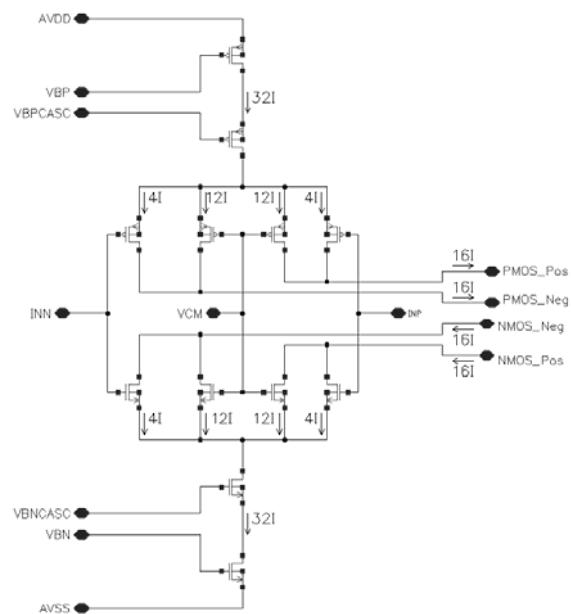 AVDD
VBP
VBPCASC
32I
4I 12I 12I 4I
16I
PMOS_Pos
16I
PMOS_Neg
INN VCM INP
NMOS_Neg
16I
NMOS_Pos
16I
4I 12I 12I 4I
VBNCASC
32I
VBN
AVSS